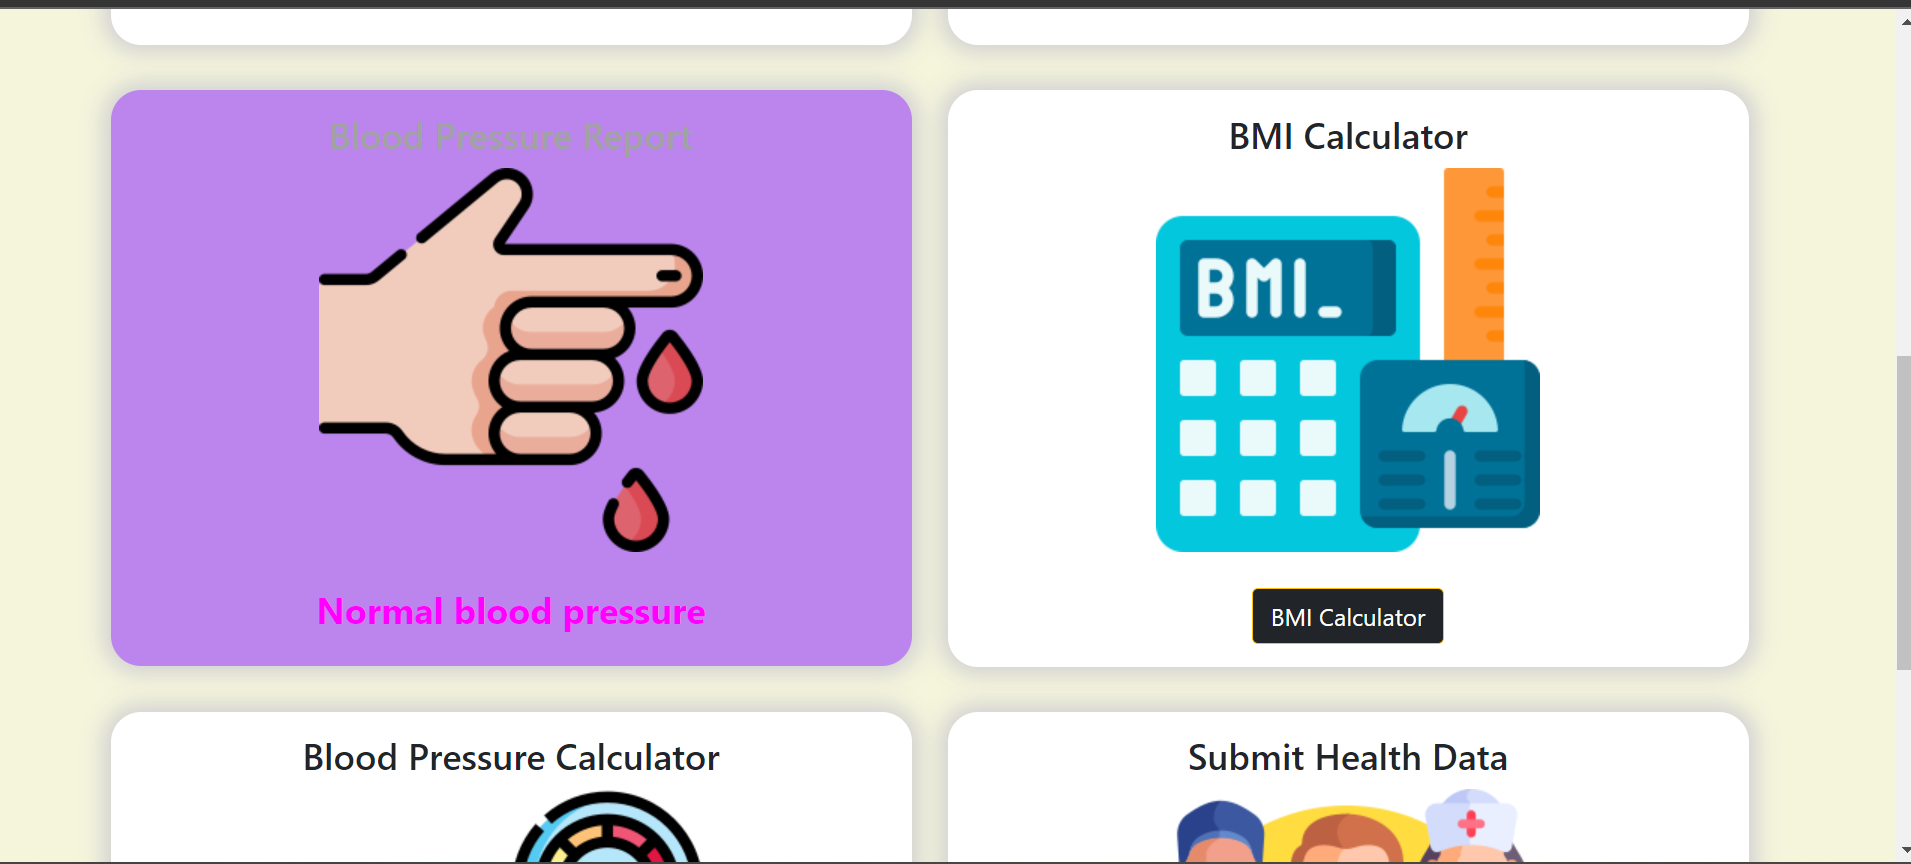 Blood Pressure Report
BMI Calculator
BMI_
Normal blood pressure
BMI Calculator
Blood Pressure Calculator
Submit Health Data